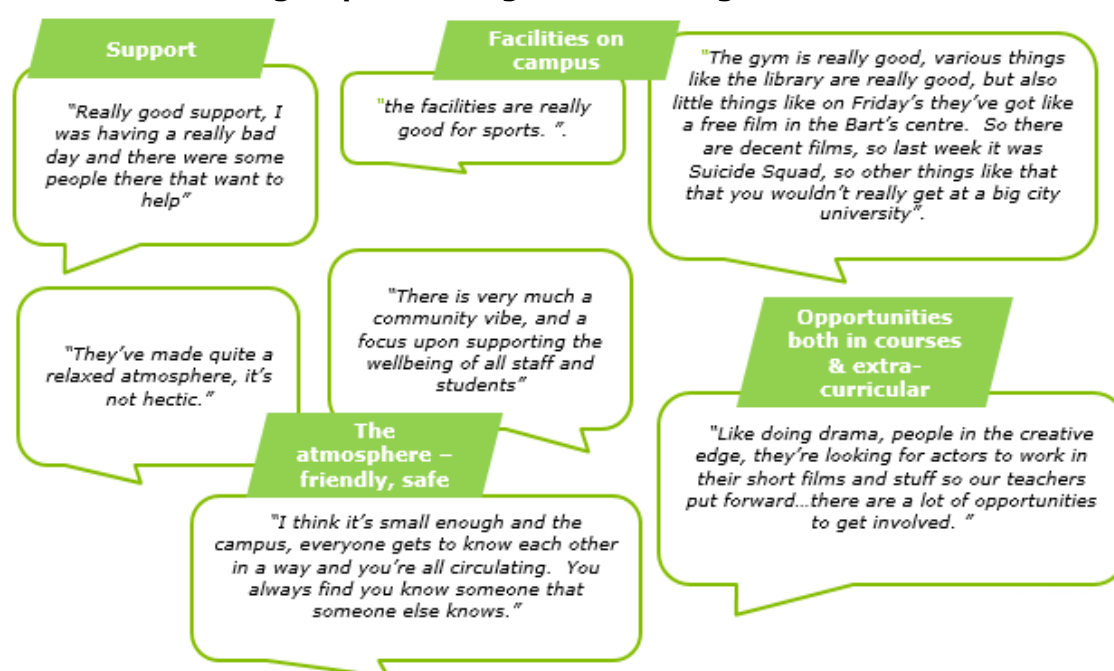 Support
“Really good support, I
was having a really bad
day and there were some
people there that want to
help”
Facilities on
campus
"the facilities are really
good for sports. ”.
"The gym is really good, various things
like the library are really good, but also
little things like on Friday’s they’ve got like
a free film in the Bart’s centre.  So there
are decent films, so last week it was
Suicide Squad, so other things like that
that you wouldn’t really get at a big city
university”.
“They’ve made quite a
relaxed atmosphere, it’s
not hectic.”
“There is very much a
community vibe, and a
focus upon supporting the
wellbeing of all staff and
students”
The
atmosphere –
friendly, safe
“I think it’s small enough and the
campus, everyone gets to know each other
in a way and you’re all circulating.  You
always find you know someone that
someone else knows.”
Opportunities
both in courses
& extra-
curricular
“Like doing drama, people in the creative
edge, they’re looking for actors to work in
their short films and stuff so our teachers
put forward…there are a lot of opportunities
to get involved. ”